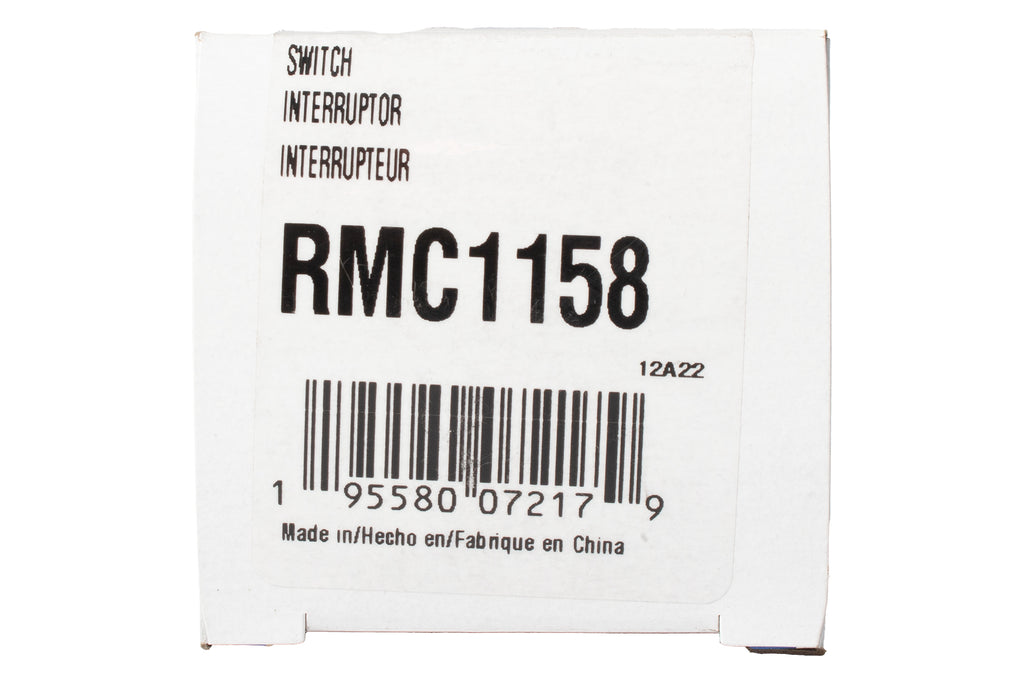 SWITCH
INTERRUPTOR
INTERRUPTEUR
RMC1158
12A22
1 95580 07217 9
Made in/Hecho en/Fabrique en China